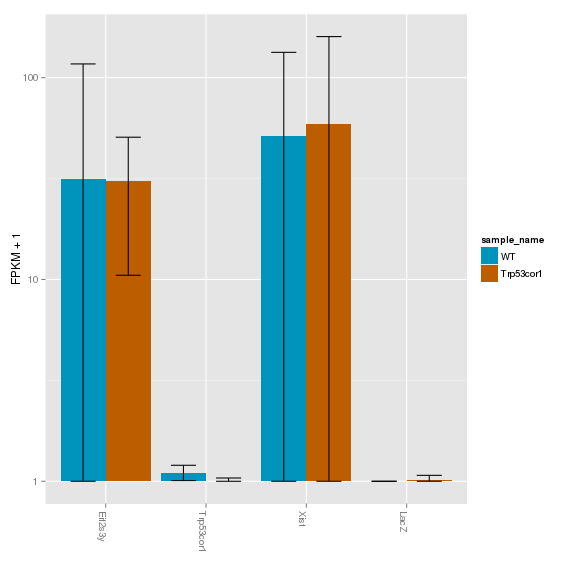 FPKM + 1
100
10
1
Eif2s3y
Trp53cor1
Xist
LacZ
sample_name
WT
Trp53cor1